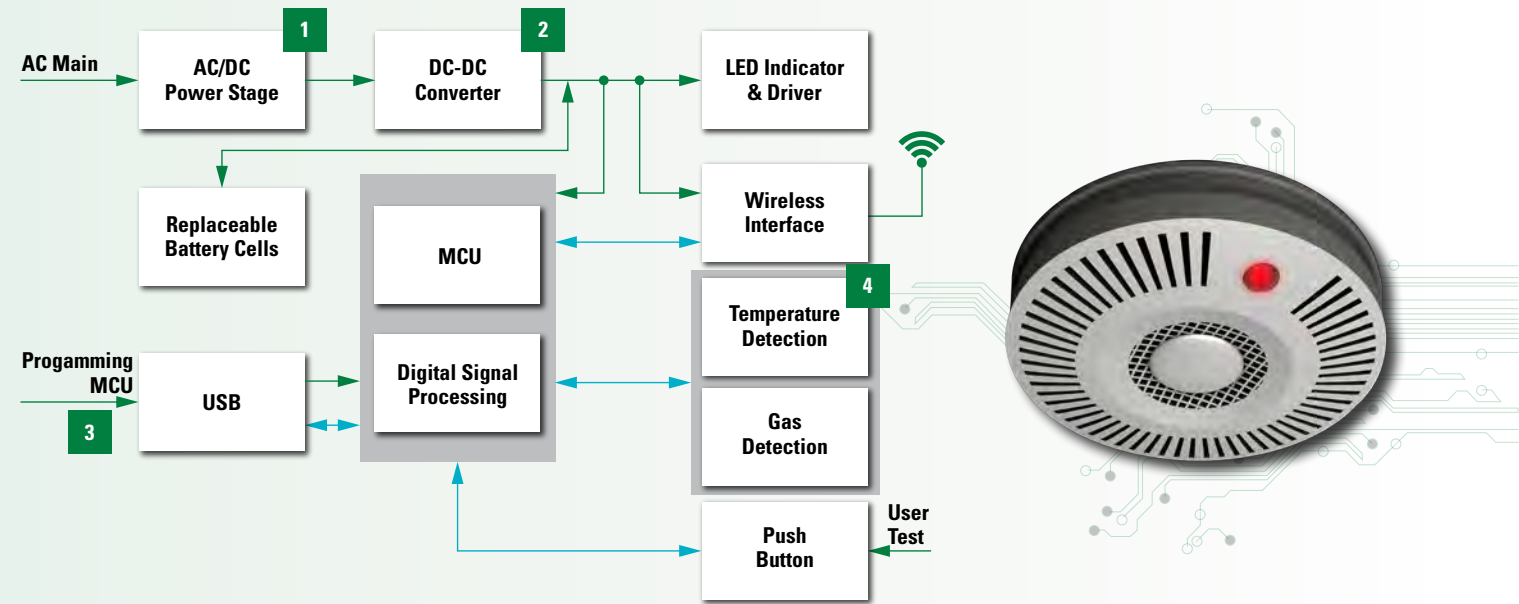 1
2
AC Main
AC/DC
Power Stage
DC-DC
Converter
LED Indicator
& Driver
Replaceable
Battery Cells
MCU
Wireless
Interface
4
Temperature
Detection
Progamming
MCU
3
USB
Digital Signal
Processing
Gas
Detection
Push
Button
User
Test